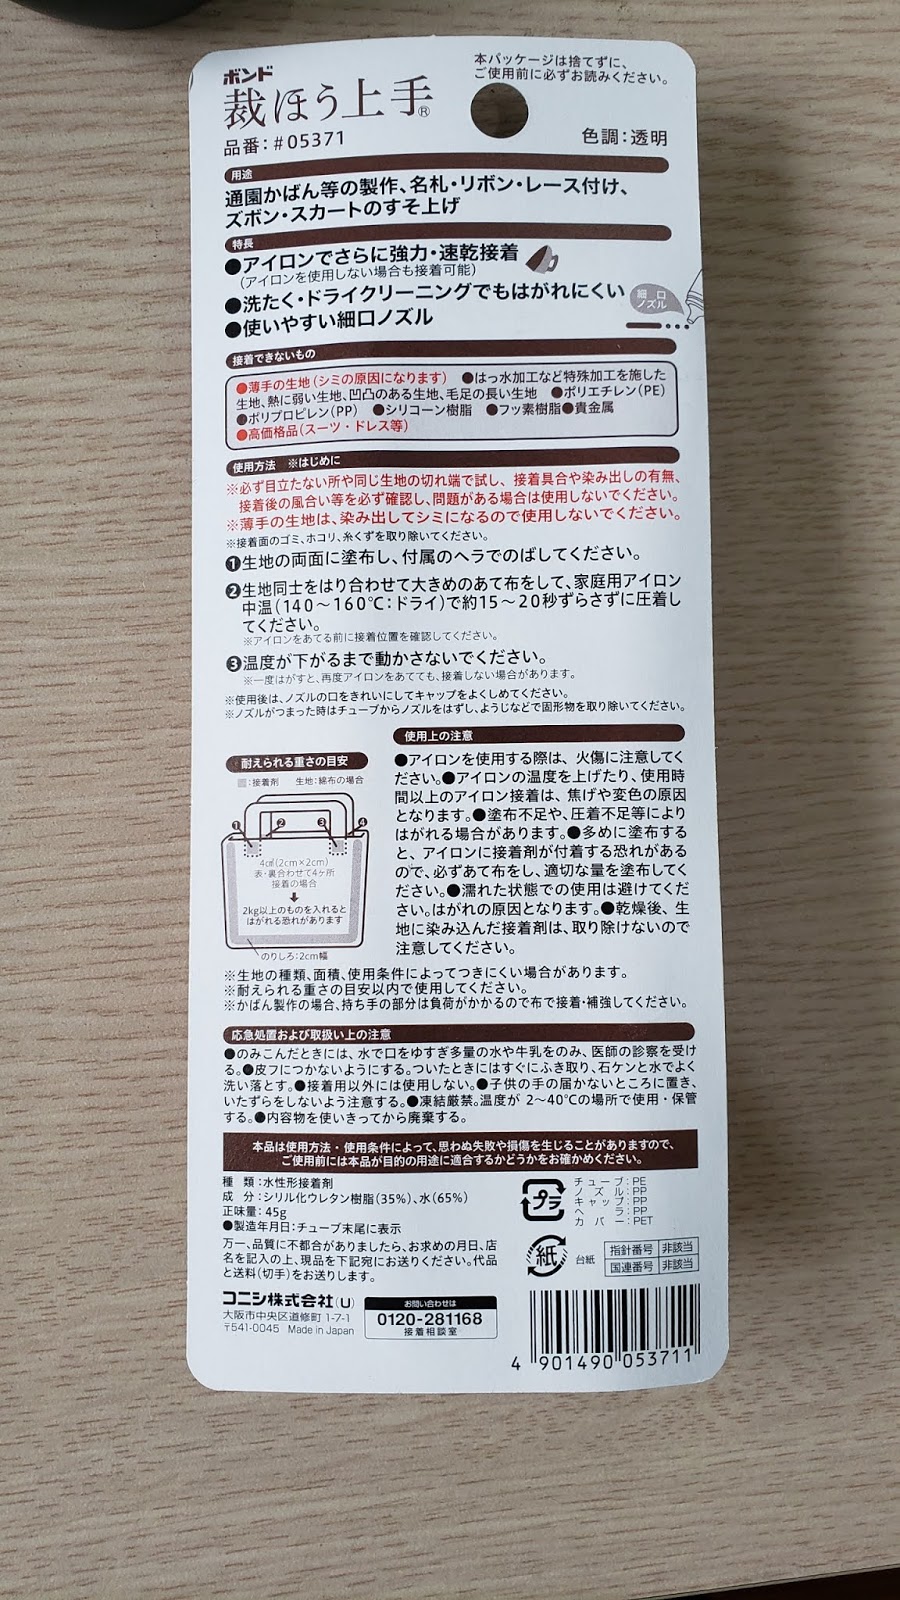 ボンド
裁ほう上手®
本パッケージは捨てずに、
ご使用前に必ずお読みください。
品番:#05371
色調:透明
用途
通園かばん等の製作、名札・リボン・レース付け、
ズボン・スカートのすそ上げ
特長
●アイロンでさらに強力・速乾接着
(アイロンを使用しない場合も接着可能)
●洗たく・ドライクリーニングでもはがれにくい
●使いやすい細口ノズル
細口
ノズル
接着できないもの
●薄手の生地(シミの原因になります) ●はっ水加工など特殊加工を施した
生地、熱に弱い生地、凹凸のある生地、毛足の長い生地 ●ポリエチレン(PE)
●ポリプロピレン(PP) ●シリコーン樹脂 ●フッ素樹脂●貴金属
●高価格品(スーツ・ドレス等)
使用方法 ※はじめに
※必ず目立たない所や同じ生地の切れ端で試し、接着具合や染み出しの有無、
接着後の風合い等を必ず確認し、問題がある場合は使用しないでください。
※薄手の生地は、染み出してシミになるので使用しないでください。
※接着面のゴミ、ホコリ、糸くずを取り除いてください。
❶生地の両面に塗布し、付属のヘラでのばしてください。
❷生地同士をはり合わせて大きめのあて布をして、家庭用アイロン
中温(140～160℃:ドライ)で約15～20秒ずらさずに圧着し
てください。
※アイロンをあてる前に接着位置を確認してください。
❸温度が下がるまで動かさないでください。
※一度はがすと、再度アイロンをあてても、接着しない場合があります。
※使用後は、ノズルの口をきれいにしてキャップをよくしめてください。
※ノズルがつまった時はチューブからノズルをはずし、ようじなどで固形物を取り除いてください。
耐えられる重さの目安
:接着剤 生地:綿布の場合
❶ ❷ ❸ ❹
4㎠(2cm×2cm)
表・裏合わせて4ヶ所
接着の場合
2kg以上のものを入れると
はがれる恐れがあります
のりしろ:2cm幅
使用上の注意
●アイロンを使用する際は、火傷に注意してく
ださい。●アイロンの温度を上げたり、使用時
間以上のアイロン接着は、焦げや変色の原因
となります。●塗布不足や、圧着不足等により
はがれる場合があります。●多めに塗布する
と、アイロンに接着剤が付着する恐れがある
ので、必ずあて布をし、適切な量を塗布してく
ださい。●濡れた状態での使用は避けてくだ
さい。はがれの原因となります。●乾燥後、生
地に染み込んだ接着剤は、取り除けないので
注意してください。
※生地の種類、面積、使用条件によってつきにくい場合があります。
※耐えられる重さの目安以内で使用してください。
※かばん製作の場合、持ち手の部分は負荷がかかるので布で接着・補強してください。
応急処置および取扱い上の注意
●のみこんだときには、水で口をゆすぎ多量の水や牛乳をのみ、医師の診察を受け
る。●皮フにつかないようにする。ついたときにはすぐにふき取り、石ケンと水でよく
洗い落とす。●接着用以外には使用しない。●子供の手の届かないところに置き、
いたずらをしないよう注意する。●凍結厳禁。温度が 2～40℃の場所で使用・保管
する。●内容物を使いきってから廃棄する。
本品は使用方法・使用条件によって、思わぬ失敗や損傷を生じることがありますので、
ご使用前には本品が目的の用途に適合するかどうかをお確かめください。
種 類:水性形接着剤
成 分:シリル化ウレタン樹脂(35%)、水(65%)
正味量:45g
●製造年月日:チューブ末尾に表示
万一、品質に不都合がありましたら、お求めの月日、店
名を記入の上、現品を下記宛にお送りください。代品
と送料(切手)をお送りします。
プラ
チューブ:PE
ノズル:PP
キャップ:PP
ヘラ:PP
カバー:PET
紙
台紙
指針番号 非該当
国連番号 非該当
コニシ株式会社(U)
大阪市中央区道修町 1-7-1
〒541-0045 Made in Japan
お問い合わせは
0120-281168
接着相談室
4 901490 053711